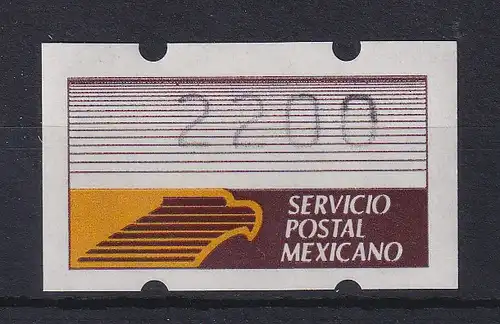 2200
SERVICIO
POSTAL
MEXICANO